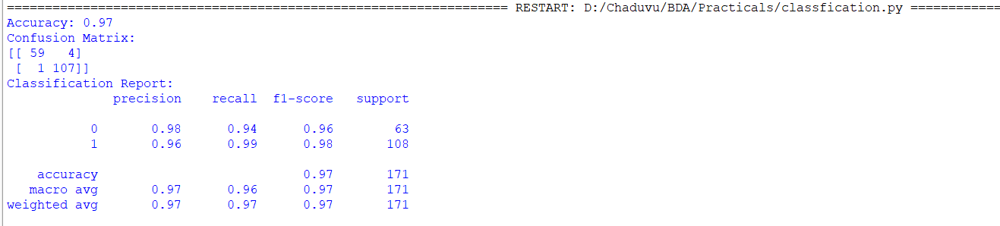 ================================================================== RESTART: D:/Chaduvu/BDA/Practicals/classfication.py ============
Accuracy: 0.97
Confusion Matrix:
[[ 59   4]
 [  1 107]]
Classification Report:
              precision    recall  f1-score   support

           0       0.98      0.94      0.96        63
           1       0.96      0.99      0.98       108

    accuracy                           0.97       171
   macro avg       0.97      0.96      0.97       171
weighted avg       0.97      0.97      0.97       171